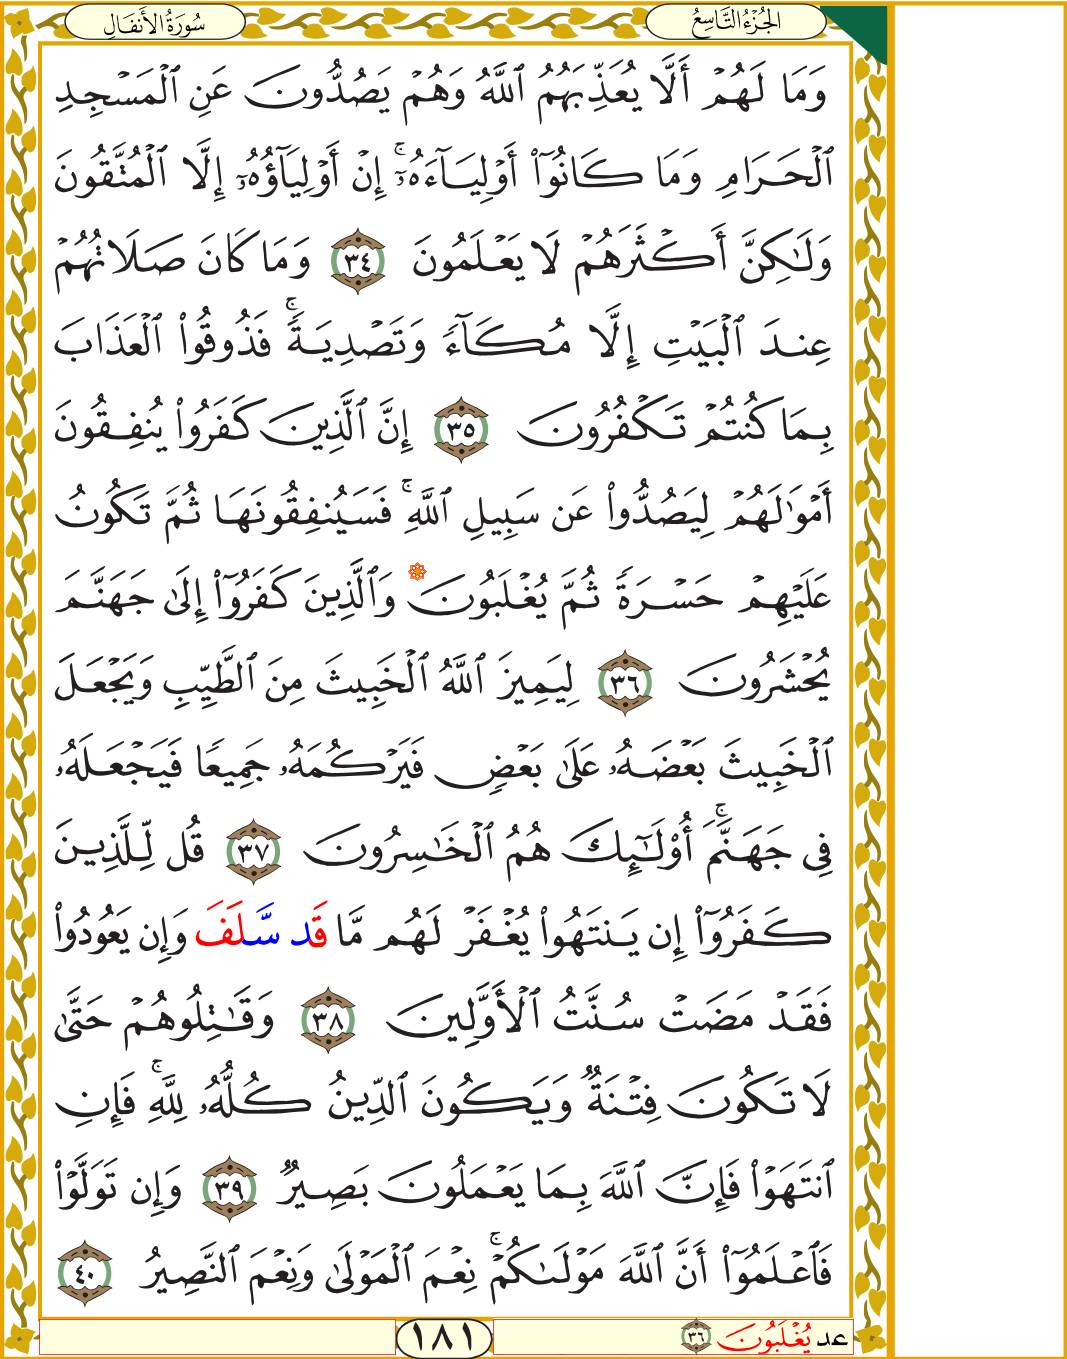 الجُزْءُ التَّاسِعُ
سُورَةُ الأَنفَالِ
وَمَا لَهُمۡ أَلَّا يُعَذِّبَهُمُ ٱللَّهُ وَهُمۡ يَصُدُّونَ عَنِ ٱلۡمَسۡجِدِ
ٱلۡحَرَامِ وَمَا كَانُوٓاْ أَوۡلِيَآءَهُۥٓۚ إِنۡ أَوۡلِيَآؤُهُۥٓ إِلَّا ٱلۡمُتَّقُونَ
وَلَٰكِنَّ أَكۡثَرَهُمۡ لَا يَعۡلَمُونَ ٣٤ وَمَا كَانَ صَلَاتُهُمۡ
عِندَ ٱلۡبَيۡتِ إِلَّا مُكَآءٗ وَتَصۡدِيَةٗۚ فَذُوقُواْ ٱلۡعَذَابَ
بِمَا كُنتُمۡ تَكۡفُرُونَ ٣٥ إِنَّ ٱلَّذِينَ كَفَرُواْ يُنفِقُونَ
أَمۡوَٰلَهُمۡ لِيَصُدُّواْ عَن سَبِيلِ ٱللَّهِۚ فَسَيُنفِقُونَهَا ثُمَّ تَكُونُ
عَلَيۡهِمۡ حَسۡرَةٗ ثُمَّ يُغۡلَبُونَ وَٱلَّذِينَ كَفَرُوٓاْ إِلَىٰ جَهَنَّمَ
يُحۡشَرُونَ ٣٦ لِيَمِيزَ ٱللَّهُ ٱلۡخَبِيثَ مِنَ ٱلطَّيِّبِ وَيَجۡعَلَ
ٱلۡخَبِيثَ بَعۡضَهُۥ عَلَىٰ بَعۡضٖ فَيَرۡكُمَهُۥ جَمِيعٗا فَيَجۡعَلَهُۥ
فِي جَهَنَّمَۚ أُوْلَٰٓئِكَ هُمُ ٱلۡخَٰسِرُونَ ٣٧ قُل لِّلَّذِينَ
كَفَرُوٓاْ إِن يَنتَهُواْ يُغۡفَرۡ لَهُم مَّا قَد سَّلَفَ وَإِن يَعُودُواْ
فَقَدۡ مَضَتۡ سُنَّتُ ٱلۡأَوَّلِينَ ٣٨ وَقَٰتِلُوهُمۡ حَتَّىٰ
لَا تَكُونَ فِتۡنَةٞ وَيَكُونَ ٱلدِّينُ كُلُّهُۥ لِلَّهِۚ فَإِنِ
ٱنتَهَوۡاْ فَإِنَّ ٱللَّهَ بِمَا يَعۡمَلُونَ بَصِيرٞ ٣٩ وَإِن تَوَلَّوۡاْ
فَٱعۡلَمُوٓاْ أَنَّ ٱللَّهَ مَوۡلَىٰكُمۡۚ نِعۡمَ ٱلۡمَوۡلَىٰ وَنِعۡمَ ٱلنَّصِيرُ ٤٠
عد يُغۡلَبُونَ ٣٦
١٨١